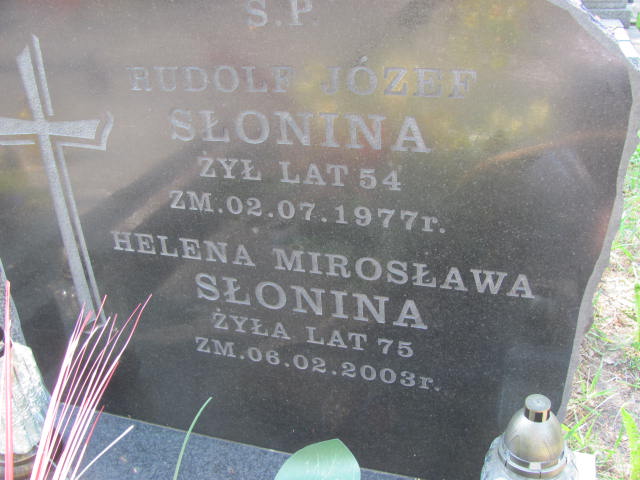 Ś.P.
RUDOLF JÓZEF
SŁONINA
ŻYŁ LAT 54
ZM.02.07.1977r.
HELENA MIROSŁAWA
SŁONINA
ŻYŁA LAT 75
ZM.06.02.2003r.